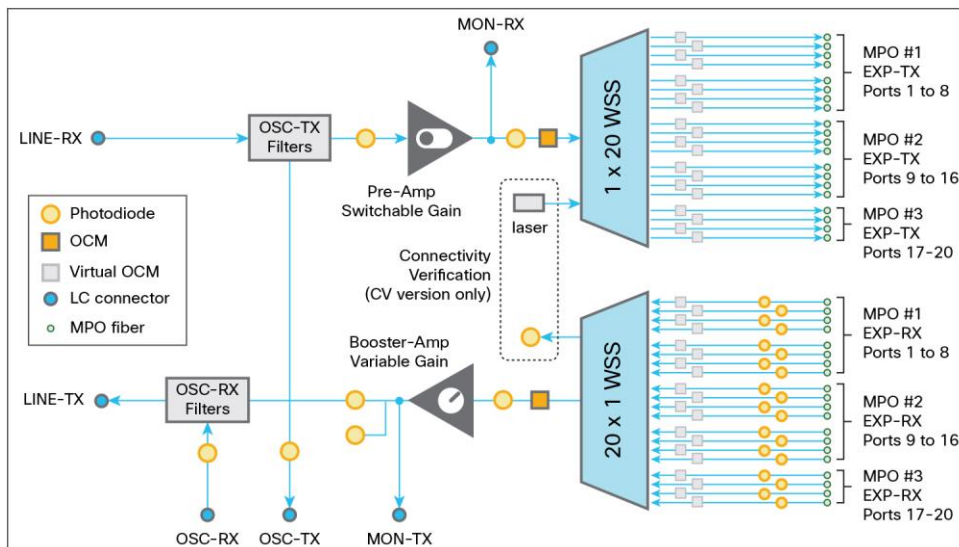 MON-RX
LINE-RX
OSC-TX
Filters
Pre-Amp
Switchable Gain
1 x 20 WSS
MPO #1
EXP-TX
Ports 1 to 8
MPO #2
EXP-TX
Ports 9 to 16
MPO #3
EXP-TX
Ports 17-20
Photodiode
OCM
Virtual OCM
LC connector
MPO fiber
laser
Connectivity
Verification
(CV version only)
Booster-Amp
Variable Gain
20 x 1 WSS
MPO #1
EXP-RX
Ports 1 to 8
MPO #2
EXP-RX
Ports 9 to 16
MPO #3
EXP-RX
Ports 17-20
LINE-TX
OSC-RX
Filters
OSC-RX
OSC-TX
MON-TX